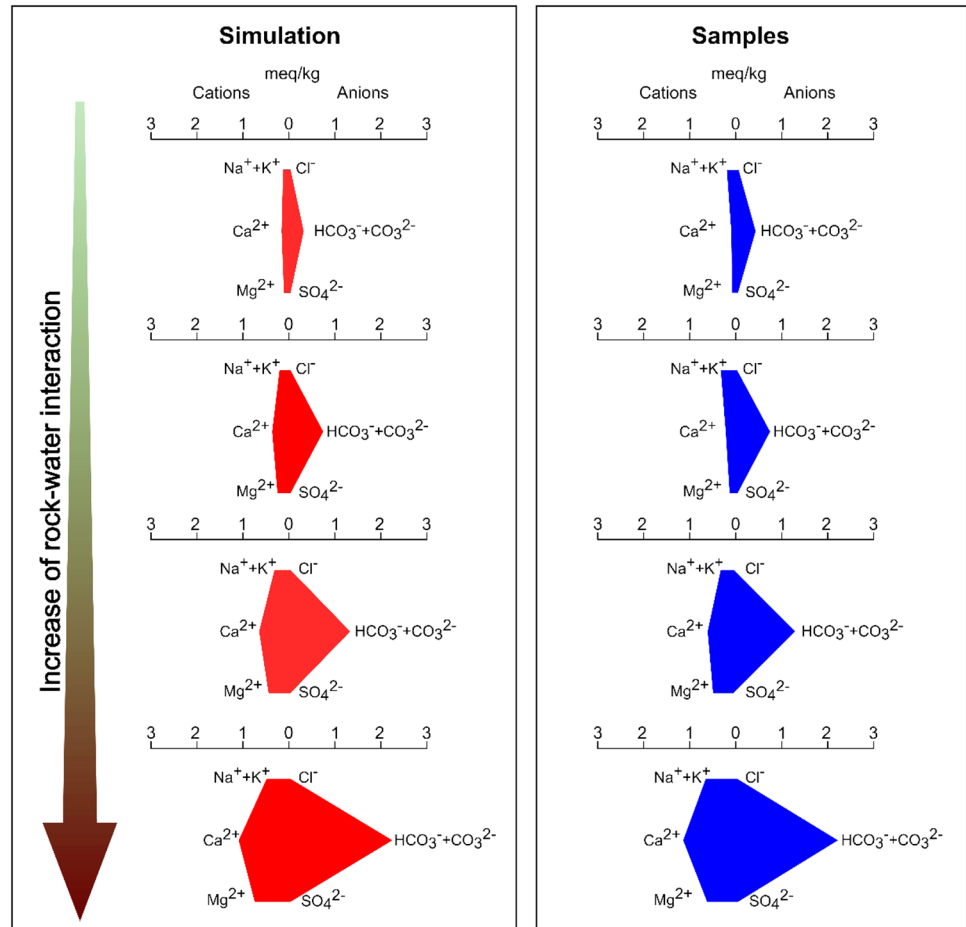 Simulation
meq/kg
Cations Anions
3 2 1 0 1 2 3
Na⁺+K⁺ Cl⁻
Ca²⁺ HCO₃⁻+CO₃²⁻
Mg²⁺ SO₄²⁻
3 2 1 0 1 2 3
Na⁺+K⁺ Cl⁻
Ca²⁺ HCO₃⁻+CO₃²⁻
Mg²⁺ SO₄²⁻
3 2 1 0 1 2 3
Na⁺+K⁺ Cl⁻
Ca²⁺ HCO₃⁻+CO₃²⁻
Mg²⁺ SO₄²⁻
3 2 1 0 1 2 3
Na⁺+K⁺ Cl⁻
Ca²⁺ HCO₃⁻+CO₃²⁻
Mg²⁺ SO₄²⁻
Increase of rock-water interaction
Samples
meq/kg
Cations Anions
3 2 1 0 1 2 3
Na⁺+K⁺ Cl⁻
Ca²⁺ HCO₃⁻+CO₃²⁻
Mg²⁺ SO₄²⁻
3 2 1 0 1 2 3
Na⁺+K⁺ Cl⁻
Ca²⁺ HCO₃⁻+CO₃²⁻
Mg²⁺ SO₄²⁻
3 2 1 0 1 2 3
Na⁺+K⁺ Cl⁻
Ca²⁺ HCO₃⁻+CO₃²⁻
Mg²⁺ SO₄²⁻
3 2 1 0 1 2 3
Na⁺+K⁺ Cl⁻
Ca²⁺ HCO₃⁻+CO₃²⁻
Mg²⁺ SO₄²⁻